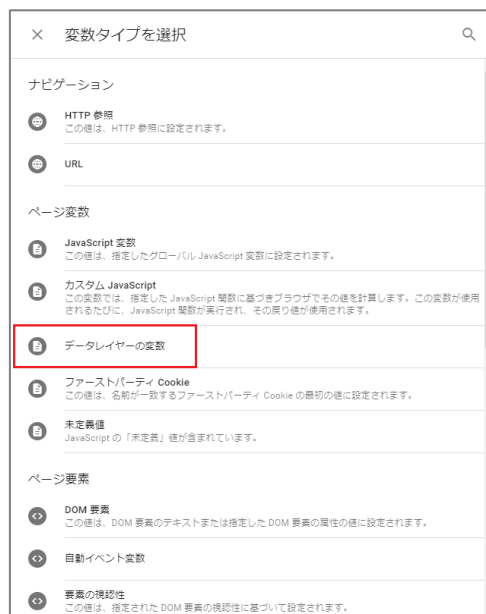 変数タイプを選択
ナビゲーション
HTTP 参照
この値は、HTTP 参照に設定されます。
URL
ページ変数
JavaScript 変数
この値は、指定したグローバル JavaScript 変数に設定されます。
カスタム JavaScript
この変数では、指定した JavaScript 関数に基づきブラウザでその値を計算します。この変数が使用
されるたびに、JavaScript 関数が実行され、その戻り値が使用されます。
データレイヤーの変数
ファーストパーティ Cookie
この値は、名前が一致するファーストパーティ Cookie の最初の値に設定されます。
未定義値
JavaScript の「未定義」値が含まれています。
ページ要素
DOM 要素
この値は、DOM 要素のテキストまたは指定した DOM 要素の属性の値に設定されます。
自動イベント変数
要素の視認性
この値は、指定された DOM 要素の視認性に基づいて設定されます。